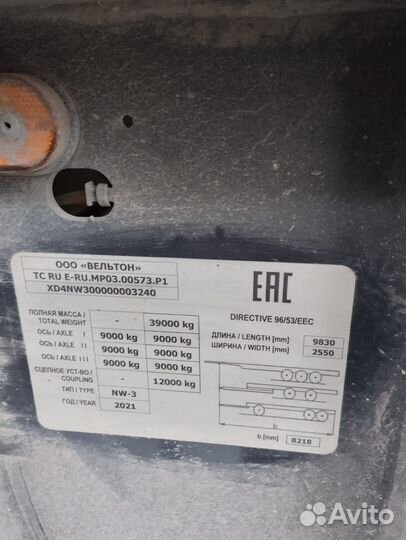 ООО «ВЕЛЬТОН»
TC RU E-RU.MP03.00573.P1
XD4NW300000003240
EAC
DIRECTIVE 96/53/EEC
ПОЛНАЯ МАССА / TOTAL WEIGHT - 39000 kg
ОСЬ / AXLE I 9000 kg 9000 kg
ОСЬ / AXLE II 9000 kg 9000 kg
ОСЬ / AXLE III 9000 kg 9000 kg
СЦЕПНОЕ УСТ-ВО / COUPLING - 12000 kg
ТИП / TYPE NW-3
ГОД / YEAR 2021
ДЛИНА / LENGTH [mm] 9830
ШИРИНА / WIDTH [mm] 2550
b
b [mm] 8218
Avito